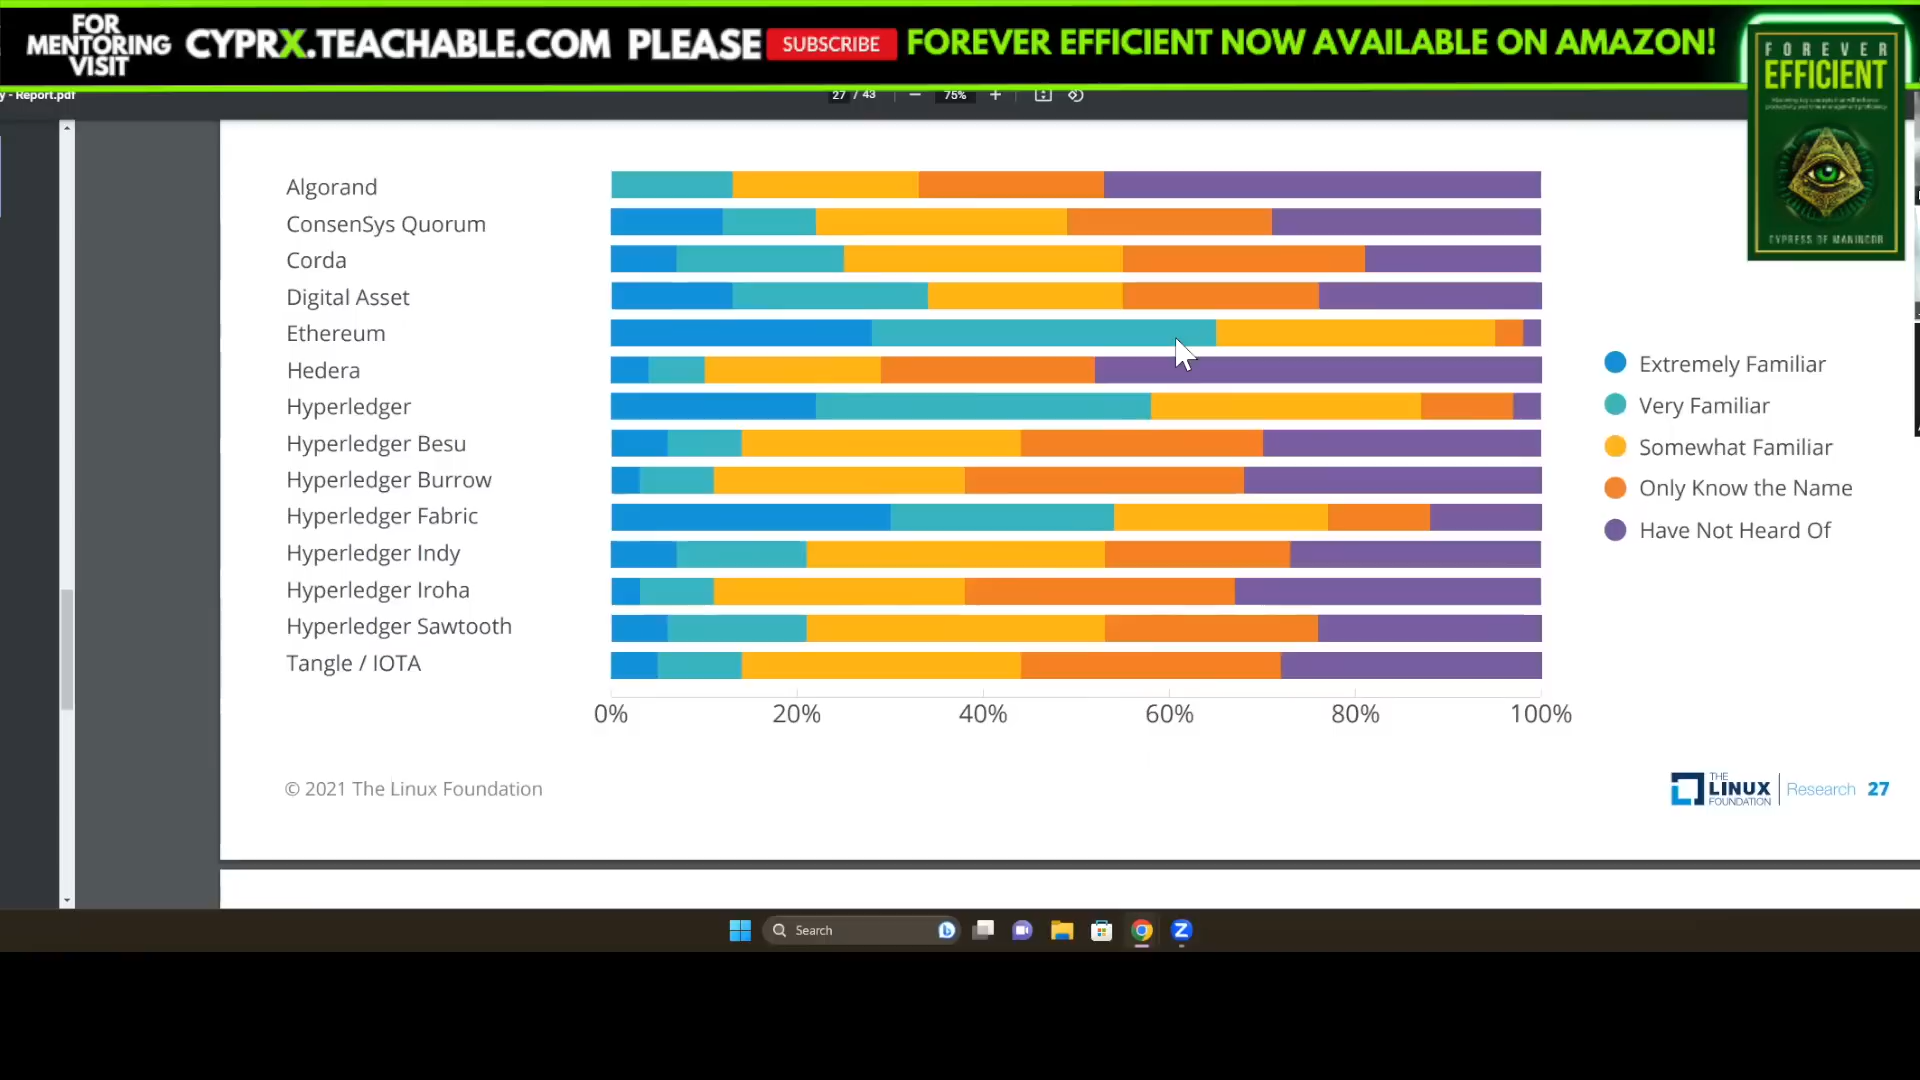 FOR
MENTORING
VISIT
CYPRX.TEACHABLE.COM PLEASE
SUBSCRIBE
FOREVER EFFICIENT NOW AVAILABLE ON AMAZON!
FOREVER
EFFICIENT
CYPRESS OF MANINCOR
y - Report.pdf
27 / 43
75%
Algorand
ConsenSys Quorum
Corda
Digital Asset
Ethereum
Hedera
Hyperledger
Hyperledger Besu
Hyperledger Burrow
Hyperledger Fabric
Hyperledger Indy
Hyperledger Iroha
Hyperledger Sawtooth
Tangle / IOTA
0% 20% 40% 60% 80% 100%
Extremely Familiar
Very Familiar
Somewhat Familiar
Only Know the Name
Have Not Heard Of
© 2021 The Linux Foundation
THE
LINUX
FOUNDATION
Research 27
Search